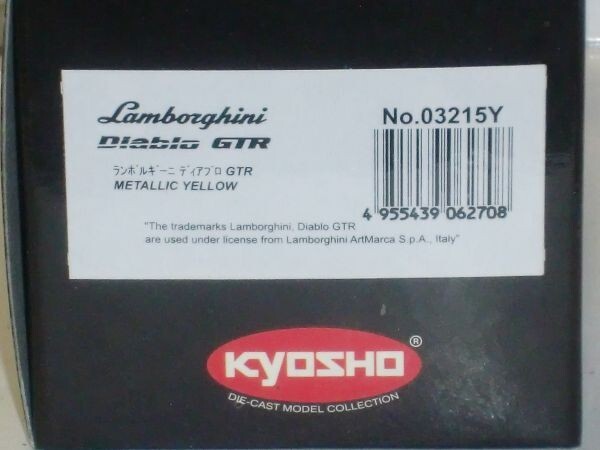 Lamborghini
Diablo GTR
ランボルギーニ ディアブロ GTR
METALLIC YELLOW
No.03215Y
4 955439 062708
"The trademarks Lamborghini, Diablo GTR
are used under license from Lamborghini ArtMarca S.p.A., Italy"
KYOSHO®
DIE-CAST MODEL COLLECTION